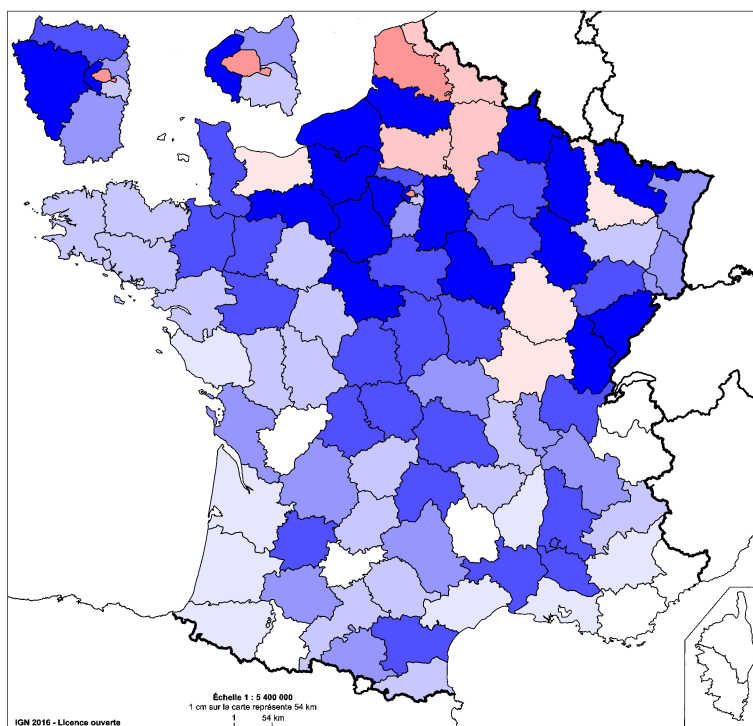 Échelle 1 : 5 400 000
1 cm sur la carte représente 54 km
1 54 km
IGN 2016 - Licence ouverte